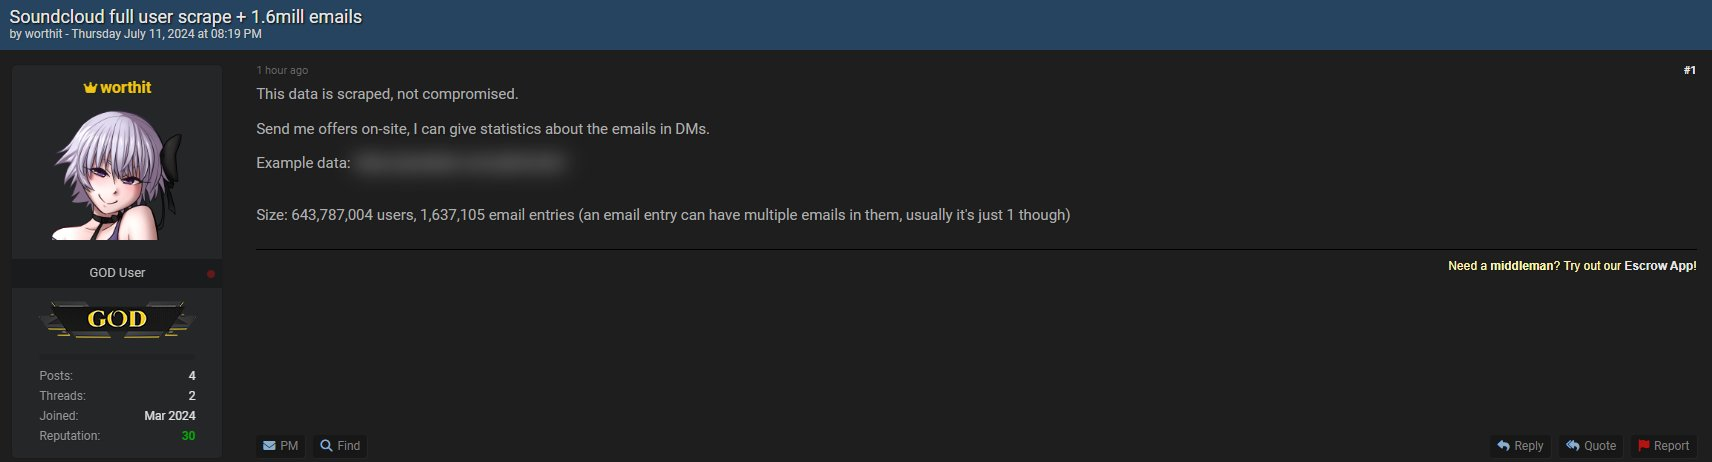 Soundcloud full user scrape + 1.6mill emails
by worthit - Thursday July 11, 2024 at 08:19 PM
worthit
GOD User
GOD
Posts: 4
Threads: 2
Joined: Mar 2024
Reputation: 30
1 hour ago
#1
This data is scraped, not compromised.
Send me offers on-site, I can give statistics about the emails in DMs.
Example data:
Size: 643,787,004 users, 1,637,105 email entries (an email entry can have multiple emails in them, usually it's just 1 though)
Need a middleman? Try out our Escrow App!
PM Find
Reply Quote Report